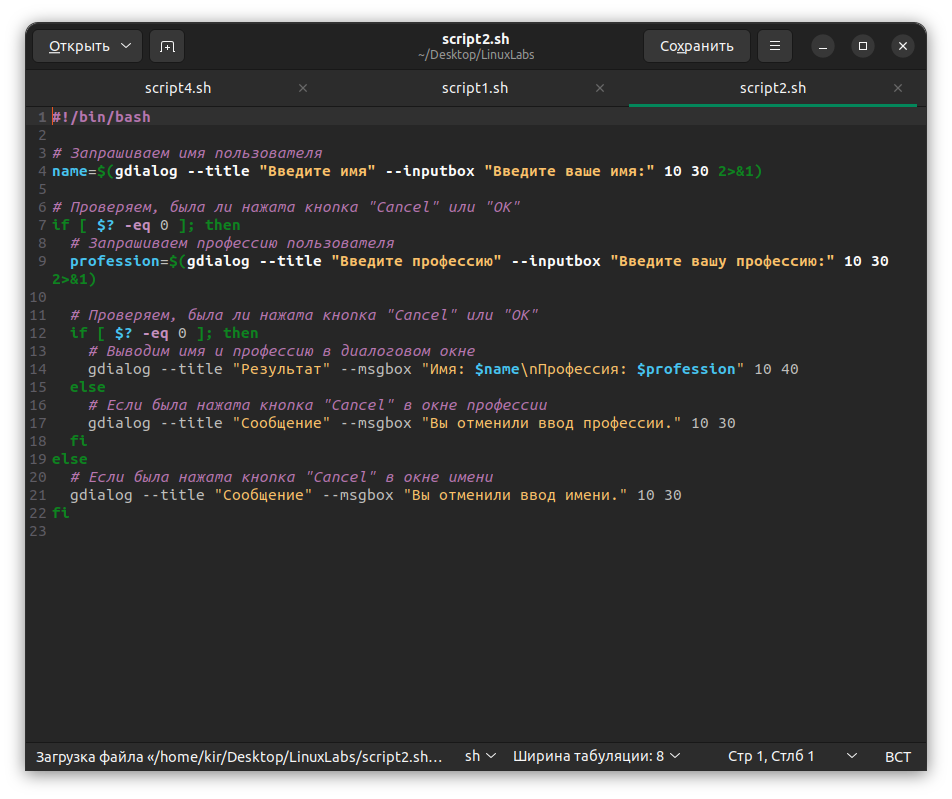 Открыть
script2.sh
~/Desktop/LinuxLabs
Сохранить
script4.sh
script1.sh
script2.sh
1 #!/bin/bash
2
3 # Запрашиваем имя пользователя
4 name=$(gdialog --title "Введите имя" --inputbox "Введите ваше имя:" 10 30 2>&1)
5
6 # Проверяем, была ли нажата кнопка "Cancel" или "OK"
7 if [ $? -eq 0 ]; then
8   # Запрашиваем профессию пользователя
9   profession=$(gdialog --title "Введите профессию" --inputbox "Введите вашу профессию:" 10 30
2>&1)
10
11   # Проверяем, была ли нажата кнопка "Cancel" или "OK"
12   if [ $? -eq 0 ]; then
13     # Выводим имя и профессию в диалоговом окне
14     gdialog --title "Результат" --msgbox "Имя: $name\nПрофессия: $profession" 10 40
15   else
16     # Если была нажата кнопка "Cancel" в окне профессии
17     gdialog --title "Сообщение" --msgbox "Вы отменили ввод профессии." 10 30
18   fi
19 else
20   # Если была нажата кнопка "Cancel" в окне имени
21   gdialog --title "Сообщение" --msgbox "Вы отменили ввод имени." 10 30
22 fi
23
Загрузка файла «/home/kir/Desktop/LinuxLabs/script2.sh…
sh
Ширина табуляции: 8
Стр 1, Стлб 1
ВСТ